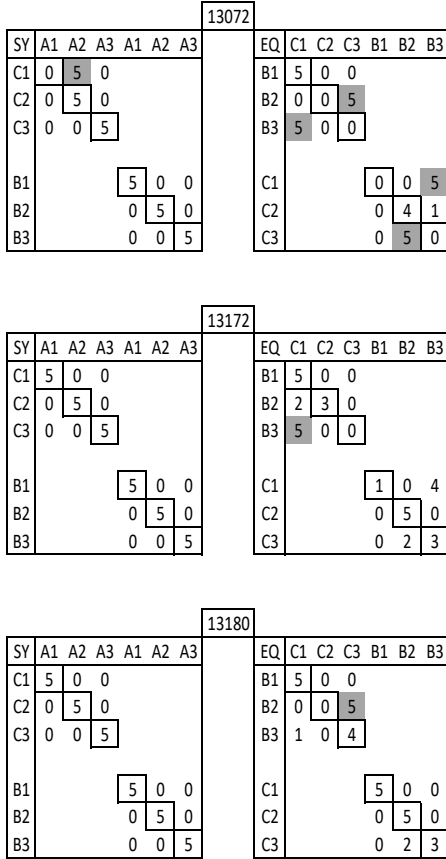 13072
SY A1 A2 A3 A1 A2 A3 EQ C1 C2 C3 B1 B2 B3
C1 0 5 0 B1 5 0 0
C2 0 5 0 B2 0 0 5
C3 0 0 5 B3 5 0 0
B1 5 0 0 C1 0 0 5
B2 0 5 0 C2 0 4 1
B3 0 0 5 C3 0 5 0
13172
SY A1 A2 A3 A1 A2 A3 EQ C1 C2 C3 B1 B2 B3
C1 5 0 0 B1 5 0 0
C2 0 5 0 B2 2 3 0
C3 0 0 5 B3 5 0 0
B1 5 0 0 C1 1 0 4
B2 0 5 0 C2 0 5 0
B3 0 0 5 C3 0 2 3
13180
SY A1 A2 A3 A1 A2 A3 EQ C1 C2 C3 B1 B2 B3
C1 5 0 0 B1 5 0 0
C2 0 5 0 B2 0 0 5
C3 0 0 5 B3 1 0 4
B1 5 0 0 C1 5 0 0
B2 0 5 0 C2 0 5 0
B3 0 0 5 C3 0 2 3